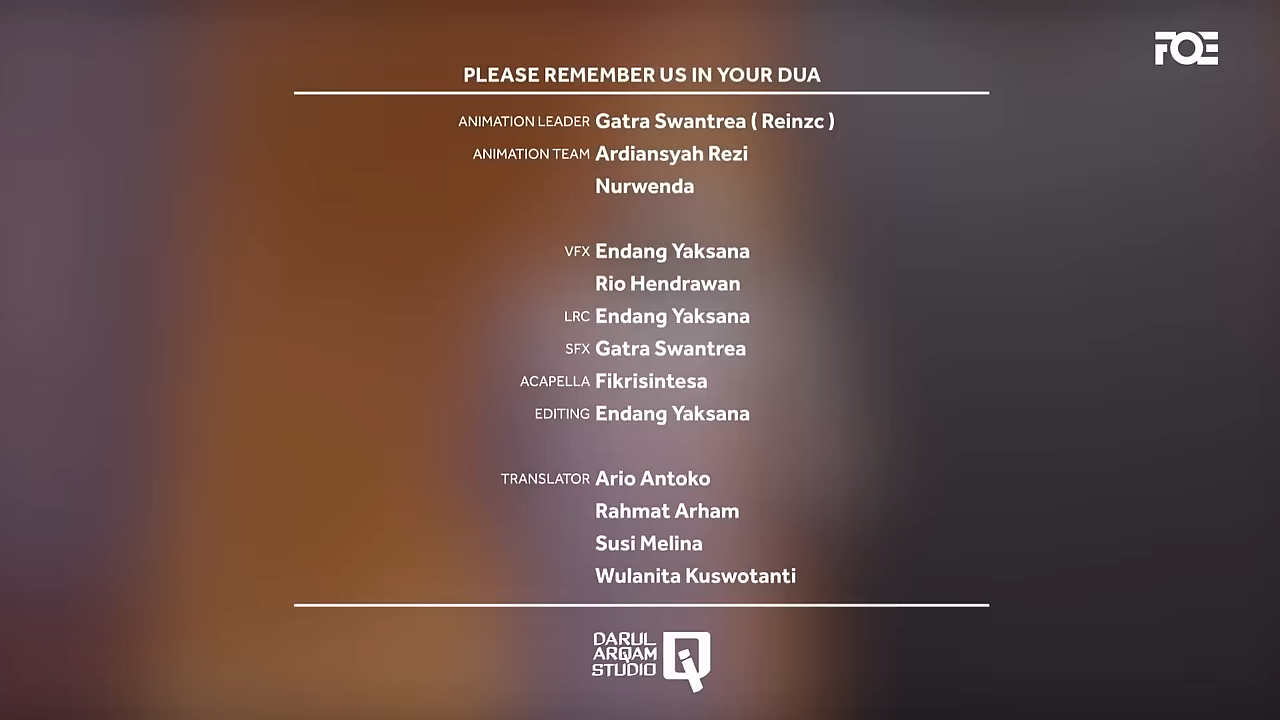 FOE
PLEASE REMEMBER US IN YOUR DUA
ANIMATION LEADER Gatra Swantrea ( Reinzc )
ANIMATION TEAM Ardiansyah Rezi
Nurwenda
VFX Endang Yaksana
Rio Hendrawan
LRC Endang Yaksana
SFX Gatra Swantrea
ACAPELLA Fikrisintesa
EDITING Endang Yaksana
TRANSLATOR Ario Antoko
Rahmat Arham
Susi Melina
Wulanita Kuswotanti
DARUL
ARQAM
STUDIO